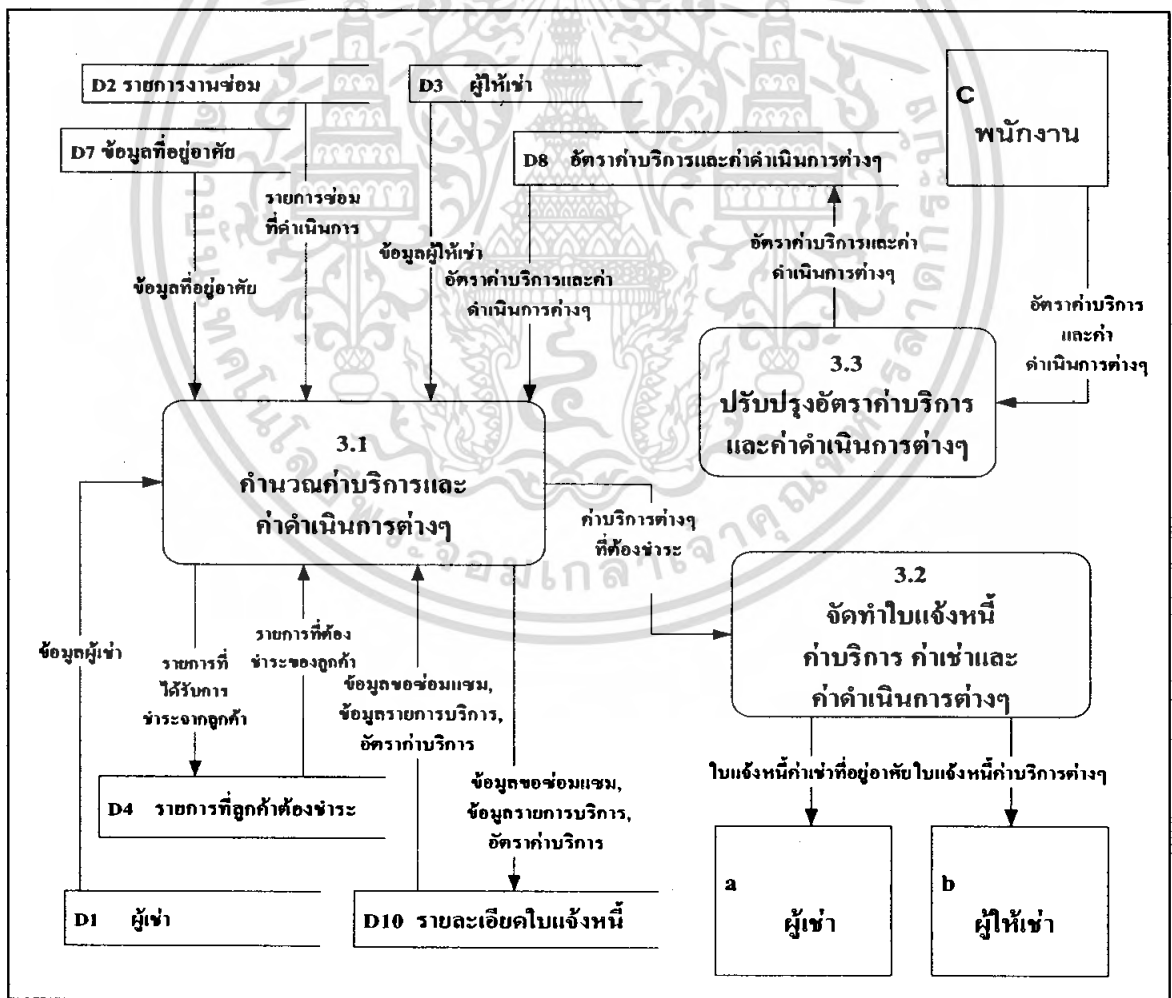 D2 รายการงานซ่อม
D3 ผู้ให้เช่า
C
พนักงาน
D7 ข้อมูลที่อยู่อาศัย
D8 อัตราค่าบริการและค่าดำเนินการต่างๆ
รายการซ่อม
ที่ดำเนินการ
ข้อมูลผู้ให้เช่า
ข้อมูลที่อยู่อาศัย
อัตราค่าบริการและค่า
ดำเนินการต่างๆ
อัตราค่าบริการและค่า
ดำเนินการต่างๆ
อัตราค่าบริการ
และค่า
ดำเนินการต่างๆ
3.3
ปรับปรุงอัตราค่าบริการ
และค่าดำเนินการต่างๆ
3.1
คำนวณค่าบริการและ
ค่าดำเนินการต่างๆ
ค่าบริการต่างๆ
ที่ต้องชำระ
3.2
จัดทำใบแจ้งหนี้
ค่าบริการ ค่าเช่าและ
ค่าดำเนินการต่างๆ
ข้อมูลผู้เช่า
รายการที่
ได้รับการ
ชำระจากลูกค้า
รายการที่ต้อง
ชำระของลูกค้า
ข้อมูลขอซ่อมแซม,
ข้อมูลรายการบริการ,
อัตราค่าบริการ
ข้อมูลขอซ่อมแซม,
ข้อมูลรายการบริการ,
อัตราค่าบริการ
ใบแจ้งหนี้ค่าเช่าที่อยู่อาศัย
ใบแจ้งหนี้ค่าบริการต่างๆ
D4 รายการที่ลูกค้าต้องชำระ
D1 ผู้เช่า
D10 รายละเอียดใบแจ้งหนี้
a
ผู้เช่า
b
ผู้ให้เช่า
พระจอมเกล้าเจ้าคุณทหารลาดกระบัง